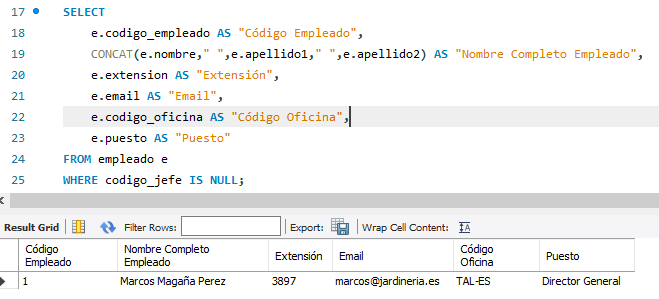 17 SELECT
18 e.codigo_empleado AS "Código Empleado",
19 CONCAT(e.nombre," ",e.apellido1," ",e.apellido2) AS "Nombre Completo Empleado",
20 e.extension AS "Extensión",
21 e.email AS "Email",
22 e.codigo_oficina AS "Código Oficina",
23 e.puesto AS "Puesto"
24 FROM empleado e
25 WHERE codigo_jefe IS NULL;
Result Grid Filter Rows: Export: Wrap Cell Content:
Código Nombre Completo Código
Empleado Empleado Extensión Email Oficina Puesto
1 Marcos Magaña Perez 3897 marcos@jardineria.es TAL-ES Director General